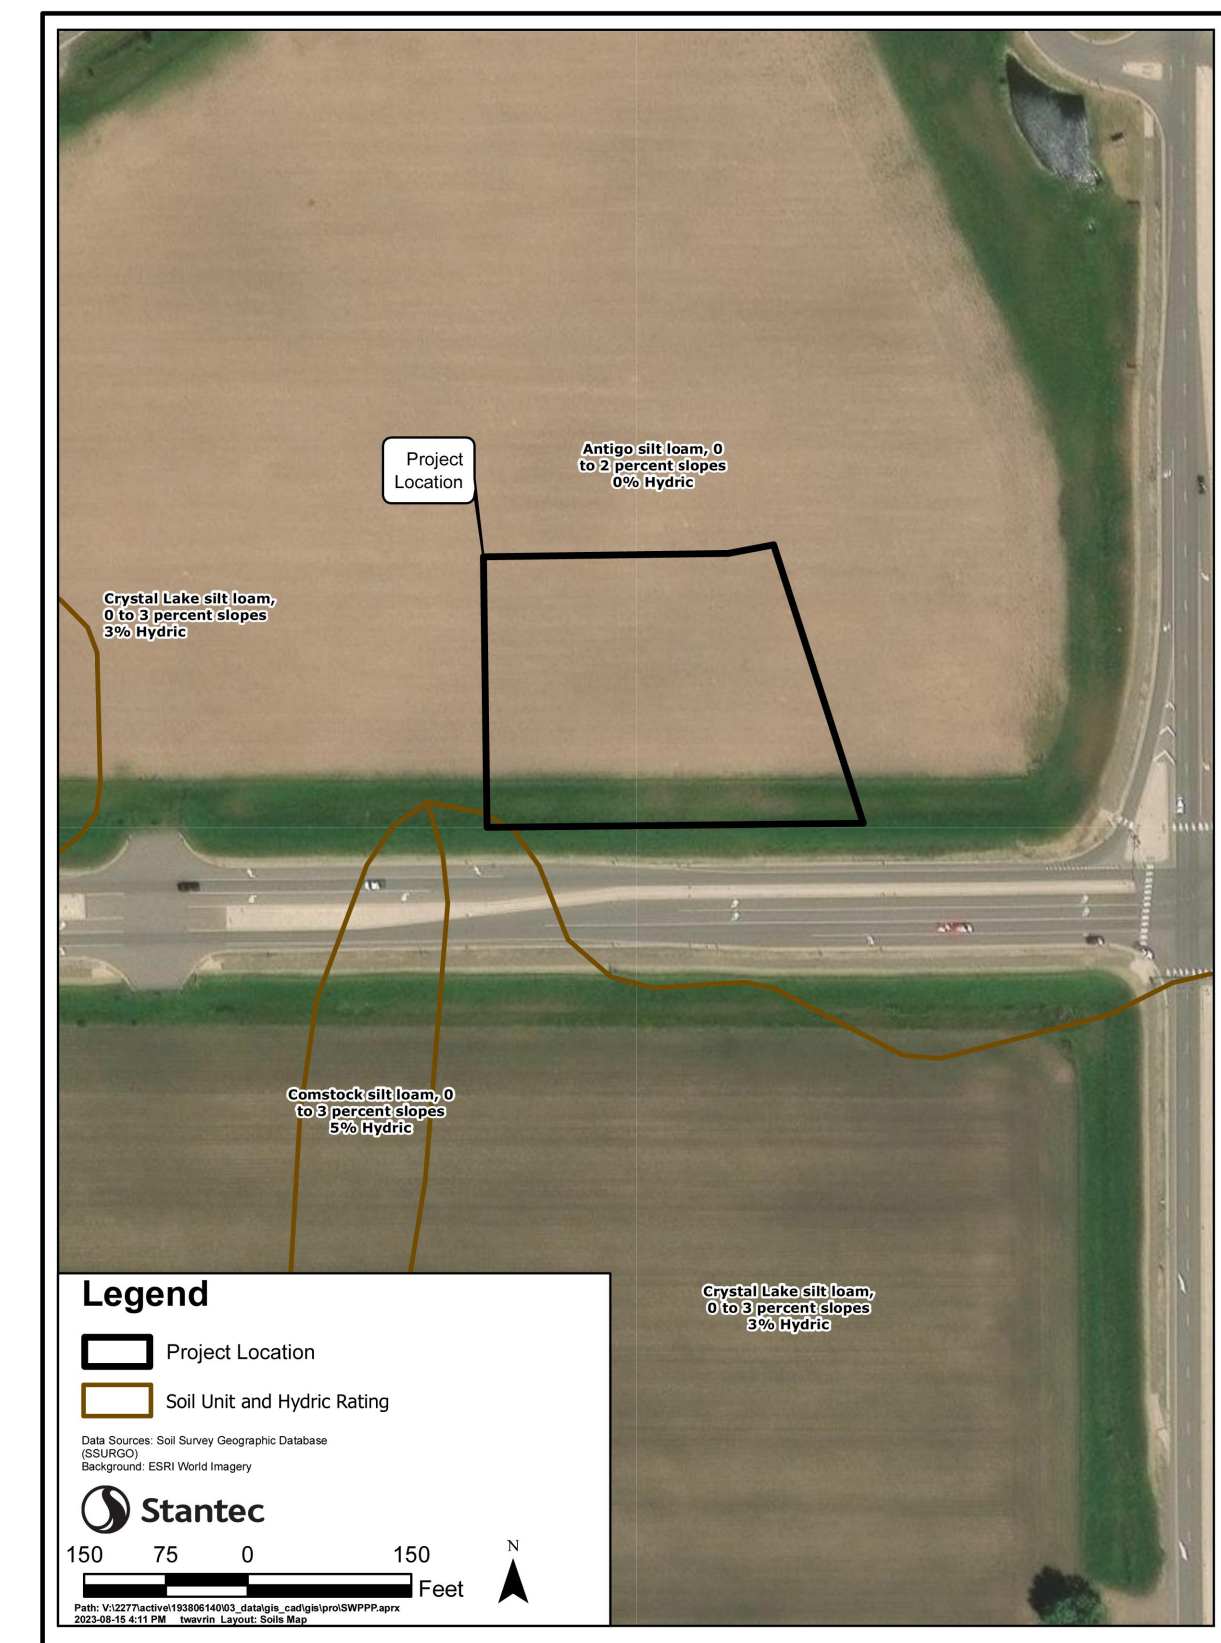 Project
Location
Antigo silt loam, 0
to 2 percent slopes
0% Hydric
Crystal Lake silt loam,
0 to 3 percent slopes
3% Hydric
Comstock silt loam, 0
to 3 percent slopes
5% Hydric
Crystal Lake silt loam,
0 to 3 percent slopes
3% Hydric
Legend
Project Location
Soil Unit and Hydric Rating
Data Sources: Soil Survey Geographic Database
(SSURGO)
Background: ESRI World Imagery
Stantec
150 75 0 150
Feet
N
Path: V:\2277\active\193806140\03_data\gis_cad\gis\pro\SWPPP.aprx
2023-08-15 4:11 PM twavrin Layout: Soils Map